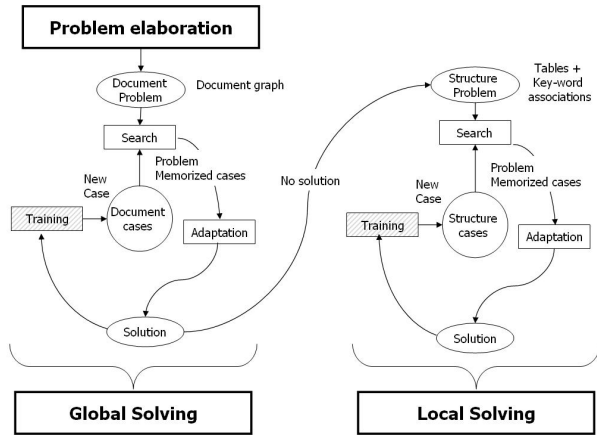 Problem elaboration
Document
Problem
Document graph
Search
Problem
Memorized cases
New
Case
Training
Document
cases
Adaptation
Solution
No solution
Global Solving
Structure
Problem
Tables +
Key-word
associations
Search
Problem
Memorized cases
New
Case
Training
Structure
cases
Adaptation
Solution
Local Solving